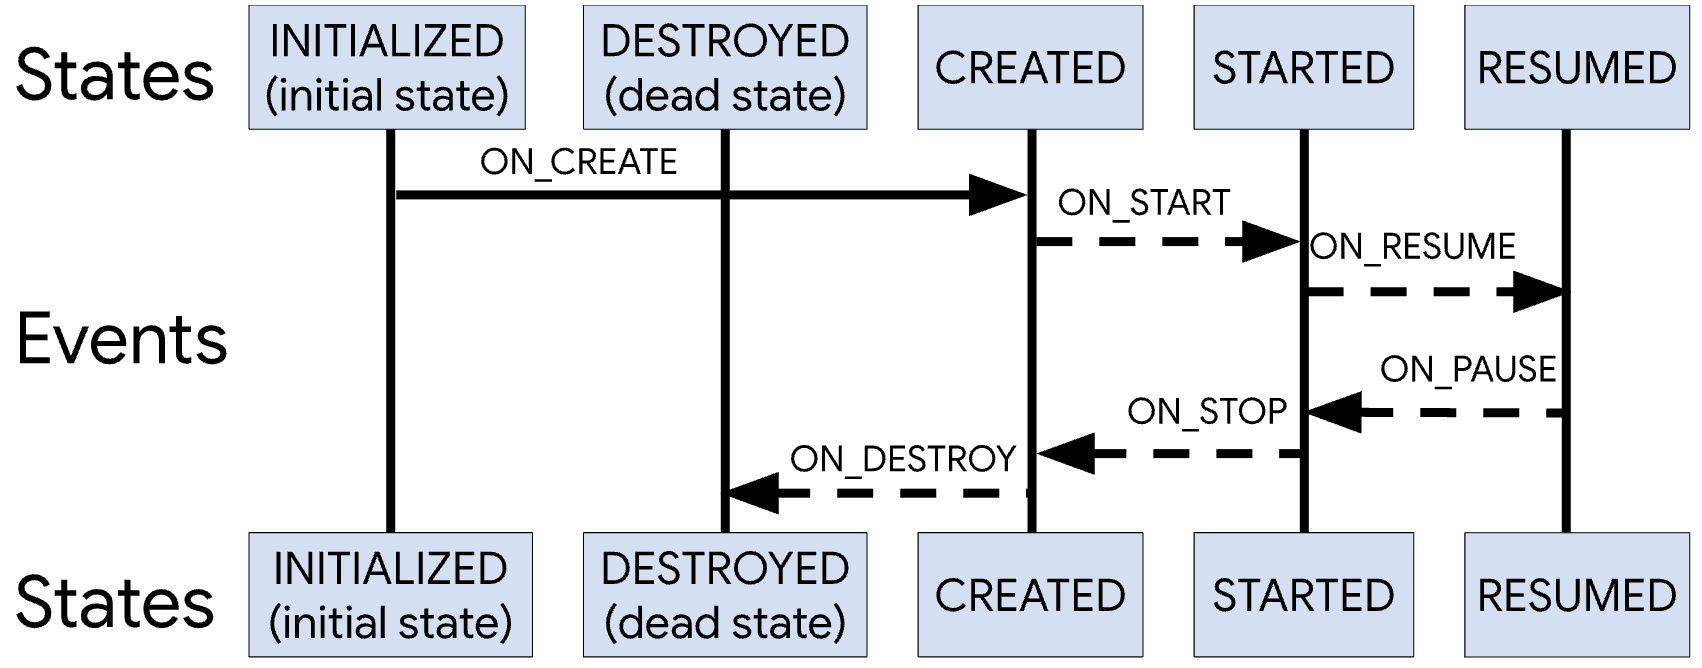 States
INITIALIZED
(initial state)
DESTROYED
(dead state)
CREATED
STARTED
RESUMED
ON_CREATE
ON_START
ON_RESUME
Events
ON_PAUSE
ON_STOP
ON_DESTROY
States
INITIALIZED
(initial state)
DESTROYED
(dead state)
CREATED
STARTED
RESUMED